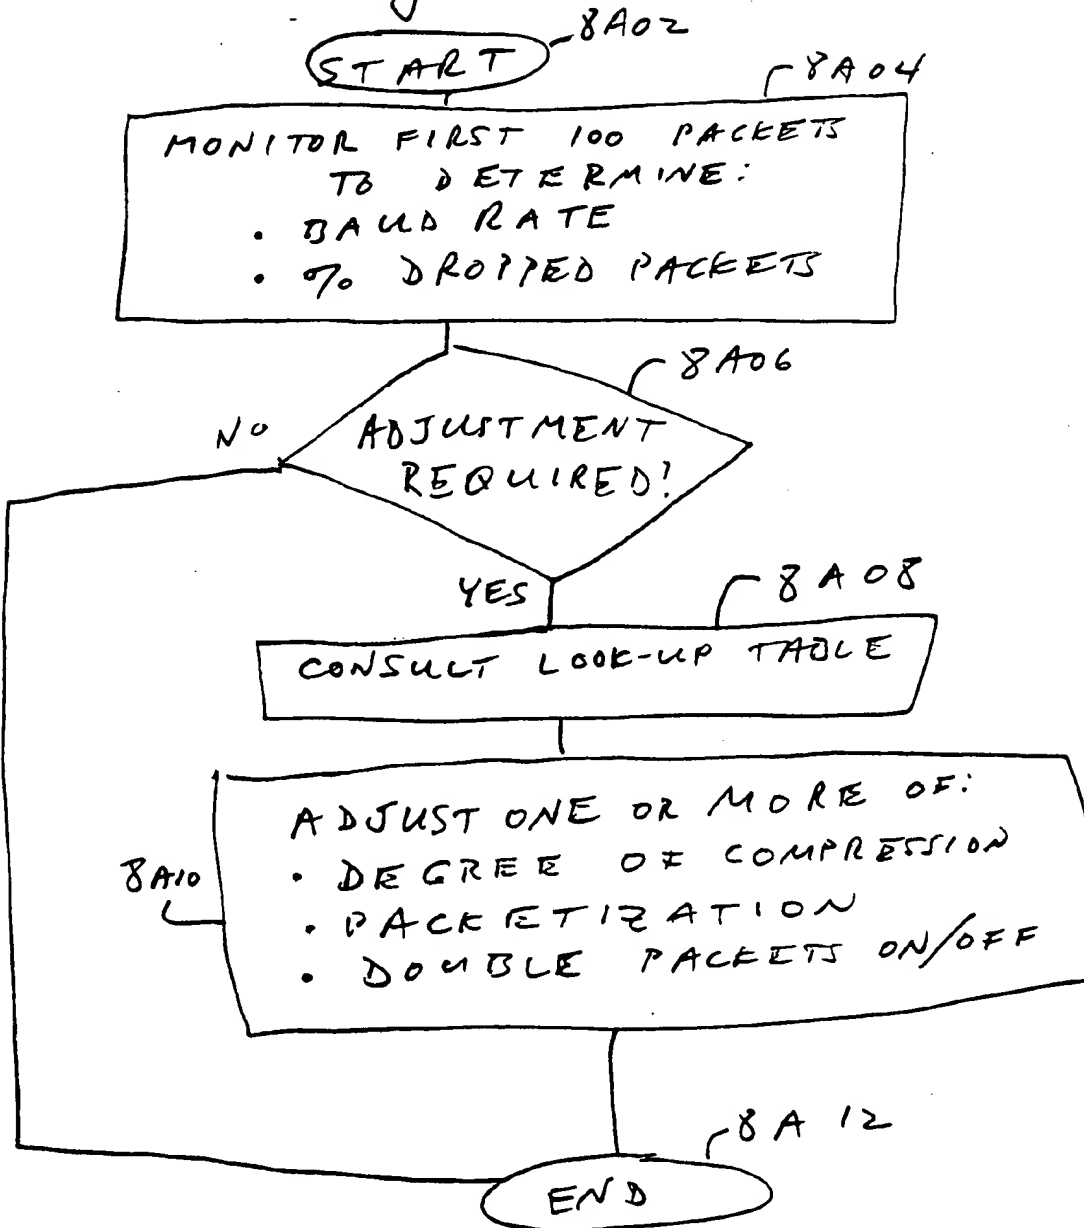 8A02
START
8A04
MONITOR FIRST 100 PACKETS
TO DETERMINE:
• BAUD RATE
• % DROPPED PACKETS
8A06
NO
ADJUSTMENT
REQUIRED?
YES
8A08
CONSULT LOOK-UP TABLE
ADJUST ONE OR MORE OF:
8A10
• DEGREE OF COMPRESSION
• PACKETIZATION
• DOUBLE PACKETS ON/OFF
8A12
END